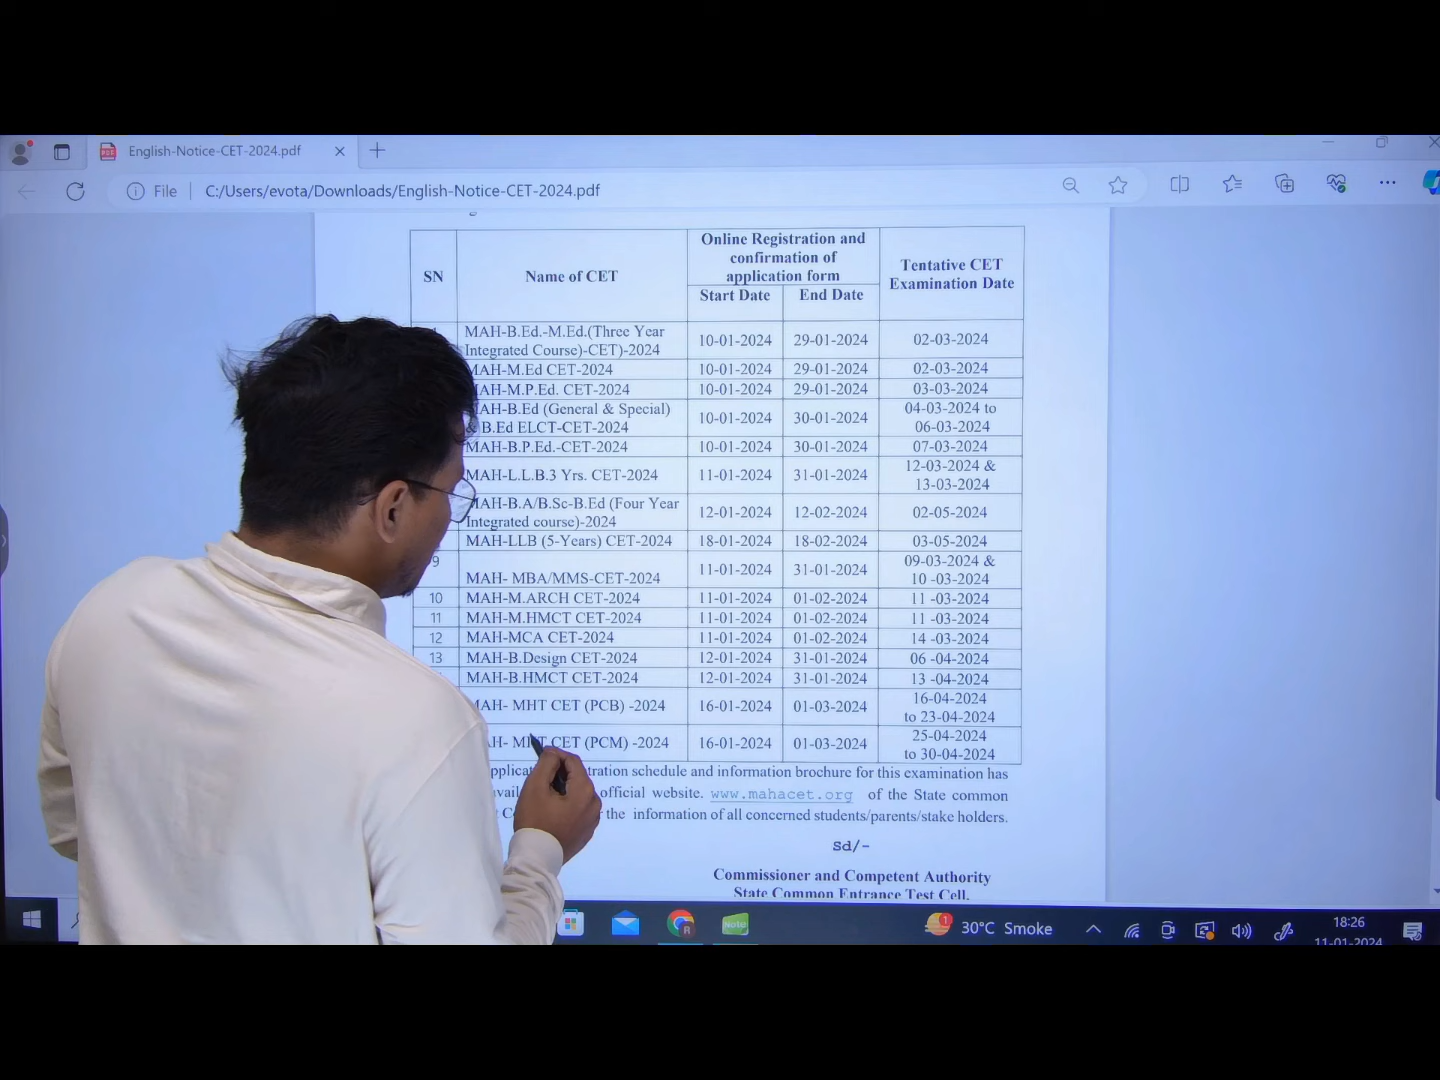 English-Notice-CET-2024.pdf
File
C:/Users/evota/Downloads/English-Notice-CET-2024.pdf
SN
Name of CET
Online Registration and
confirmation of
application form
Start Date
End Date
Tentative CET
Examination Date
MAH-B.Ed.-M.Ed.(Three Year
Integrated Course)-CET)-2024
10-01-2024
29-01-2024
02-03-2024
MAH-M.Ed CET-2024
10-01-2024
29-01-2024
02-03-2024
MAH-M.P.Ed. CET-2024
10-01-2024
29-01-2024
03-03-2024
MAH-B.Ed (General & Special)
& B.Ed ELCT-CET-2024
10-01-2024
30-01-2024
04-03-2024 to
06-03-2024
MAH-B.P.Ed.-CET-2024
10-01-2024
30-01-2024
07-03-2024
MAH-L.L.B.3 Yrs. CET-2024
11-01-2024
31-01-2024
12-03-2024 &
13-03-2024
MAH-B.A/B.Sc-B.Ed (Four Year
Integrated course)-2024
12-01-2024
12-02-2024
02-05-2024
MAH-LLB (5-Years) CET-2024
18-01-2024
18-02-2024
03-05-2024
9
MAH- MBA/MMS-CET-2024
11-01-2024
31-01-2024
09-03-2024 &
10 -03-2024
10
MAH-M.ARCH CET-2024
11-01-2024
01-02-2024
11 -03-2024
11
MAH-M.HMCT CET-2024
11-01-2024
01-02-2024
11 -03-2024
12
MAH-MCA CET-2024
11-01-2024
01-02-2024
14 -03-2024
13
MAH-B.Design CET-2024
12-01-2024
31-01-2024
06 -04-2024
MAH-B.HMCT CET-2024
12-01-2024
31-01-2024
13 -04-2024
MAH- MHT CET (PCB) -2024
16-01-2024
01-03-2024
16-04-2024
to 23-04-2024
CET (PCM) -2024
16-01-2024
01-03-2024
25-04-2024
to 30-04-2024
schedule and information brochure for this examination has
official website. www.mahacet.org of the State common
the information of all concerned students/parents/stake holders.
Sd/-
Commissioner and Competent Authority
State Common Entrance Test Cell.
Note
1
30°C Smoke
18:26
11-01-2024